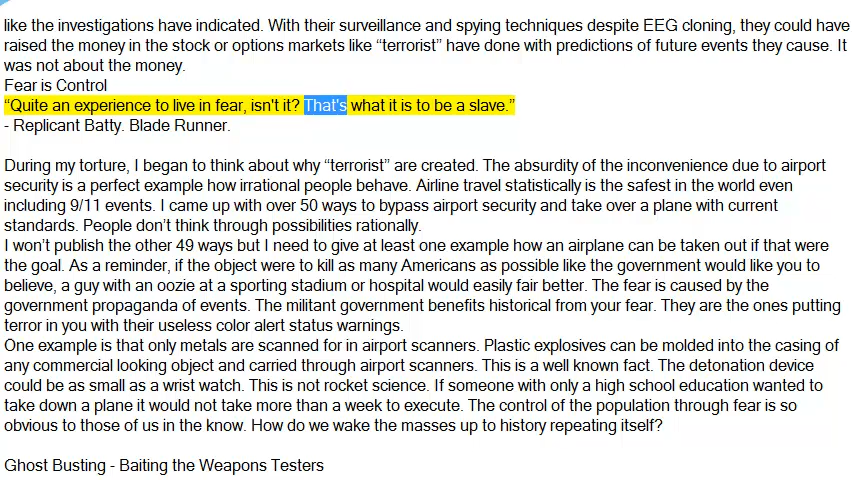 like the investigations have indicated. With their surveillance and spying techniques despite EEG cloning, they could have
raised the money in the stock or options markets like “terrorist” have done with predictions of future events they cause. It
was not about the money.
Fear is Control
“Quite an experience to live in fear, isn't it? That's what it is to be a slave.”
- Replicant Batty. Blade Runner.
During my torture, I began to think about why “terrorist” are created. The absurdity of the inconvenience due to airport
security is a perfect example how irrational people behave. Airline travel statistically is the safest in the world even
including 9/11 events. I came up with over 50 ways to bypass airport security and take over a plane with current
standards. People don’t think through possibilities rationally.
I won’t publish the other 49 ways but I need to give at least one example how an airplane can be taken out if that were
the goal. As a reminder, if the object were to kill as many Americans as possible like the government would like you to
believe, a guy with an oozie at a sporting stadium or hospital would easily fair better. The fear is caused by the
government propaganda of events. The militant government benefits historical from your fear. They are the ones putting
terror in you with their useless color alert status warnings.
One example is that only metals are scanned for in airport scanners. Plastic explosives can be molded into the casing of
any commercial looking object and carried through airport scanners. This is a well known fact. The detonation device
could be as small as a wrist watch. This is not rocket science. If someone with only a high school education wanted to
take down a plane it would not take more than a week to execute. The control of the population through fear is so
obvious to those of us in the know. How do we wake the masses up to history repeating itself?
Ghost Busting - Baiting the Weapons Testers